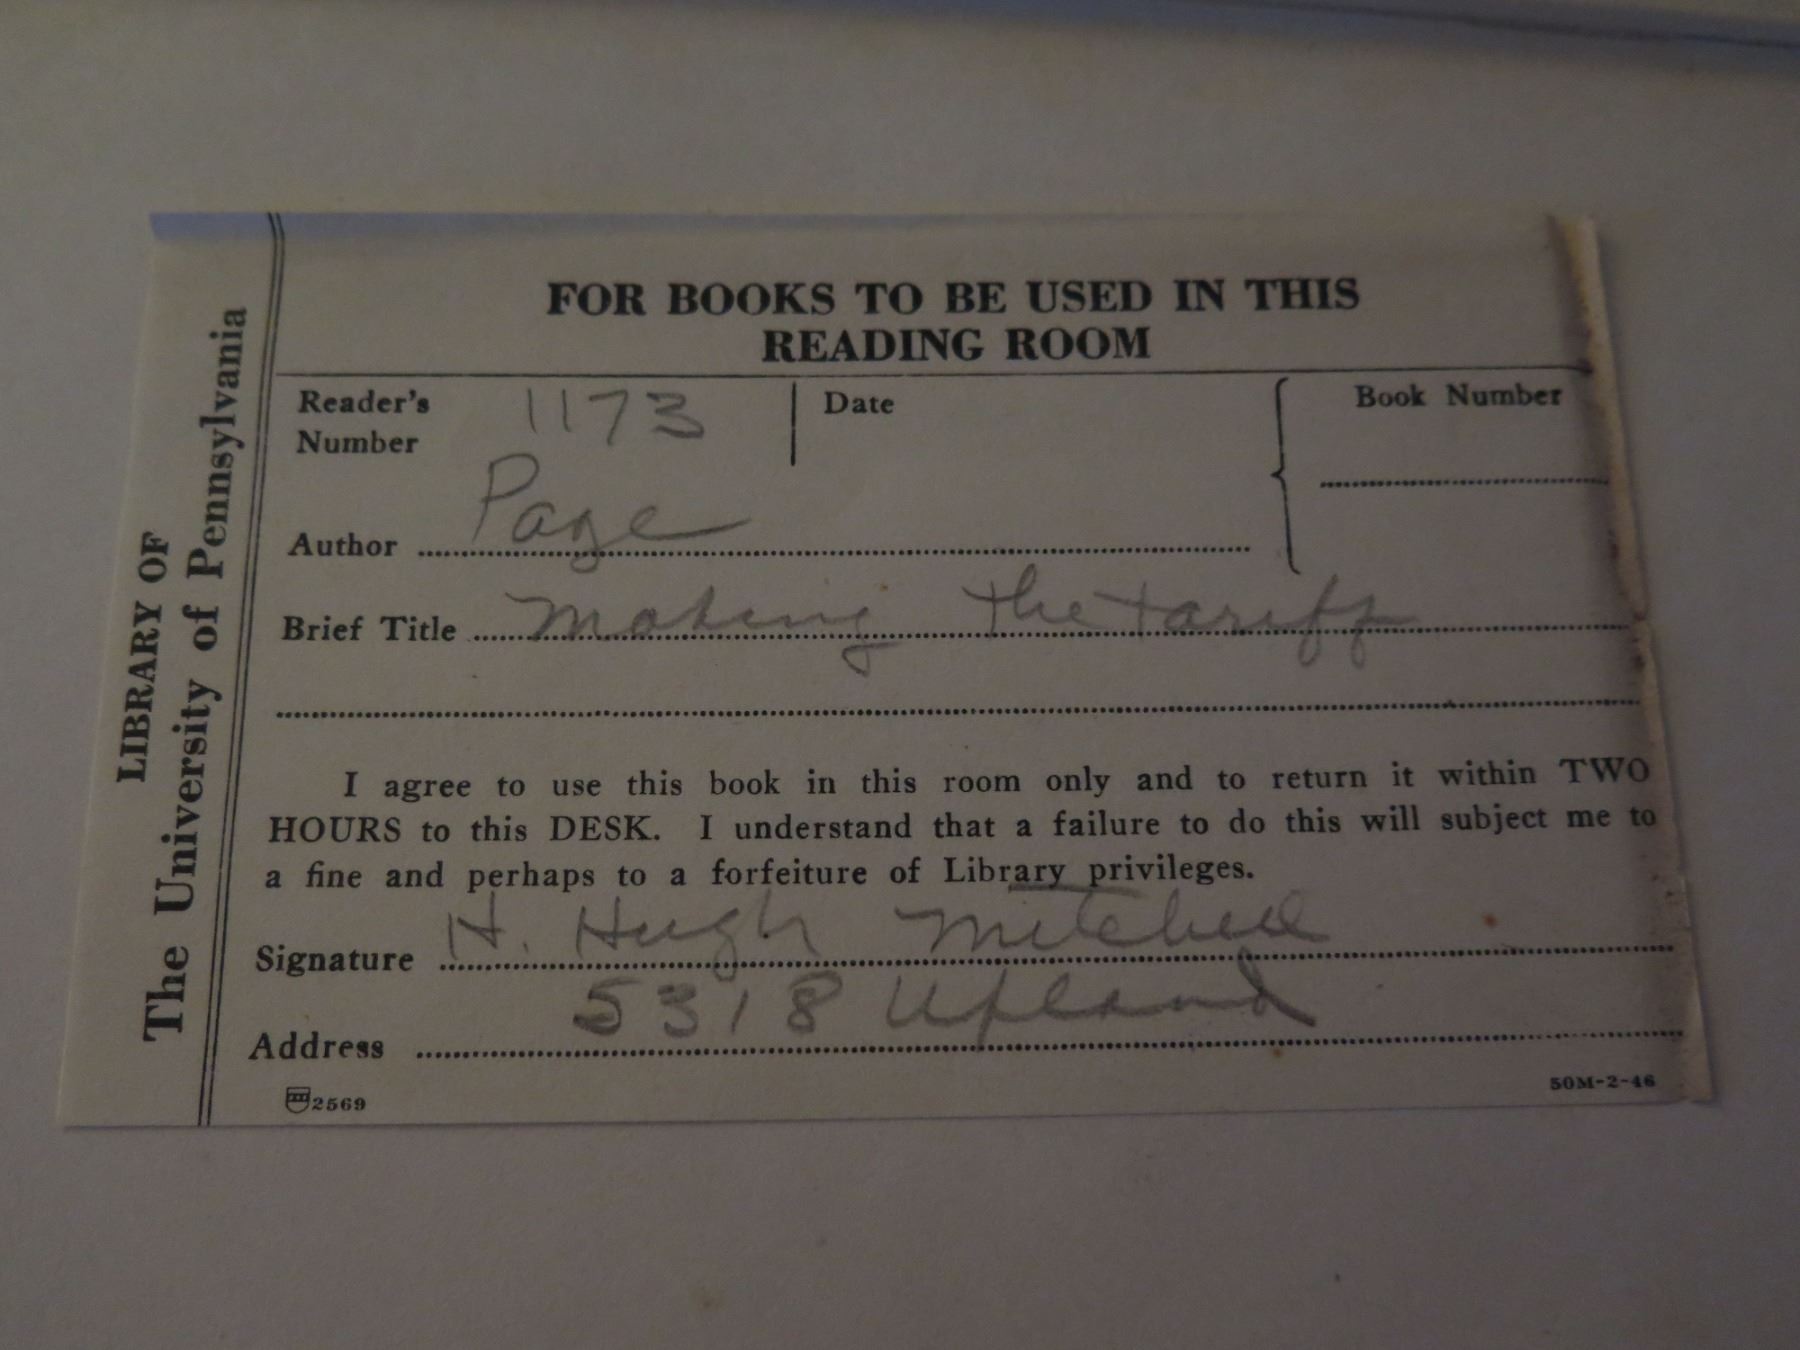 LIBRARY OF
The University of Pennsylvania
FOR BOOKS TO BE USED IN THIS
READING ROOM
Reader's Number 1173 Date Book Number
Author Page
Brief Title Making the tariff
I agree to use this book in this room only and to return it within TWO
HOURS to this DESK. I understand that a failure to do this will subject me to
a fine and perhaps to a forfeiture of Library privileges.
Signature H. Hugh Mitchell
Address 5318 Upland
2569 50M-2-46